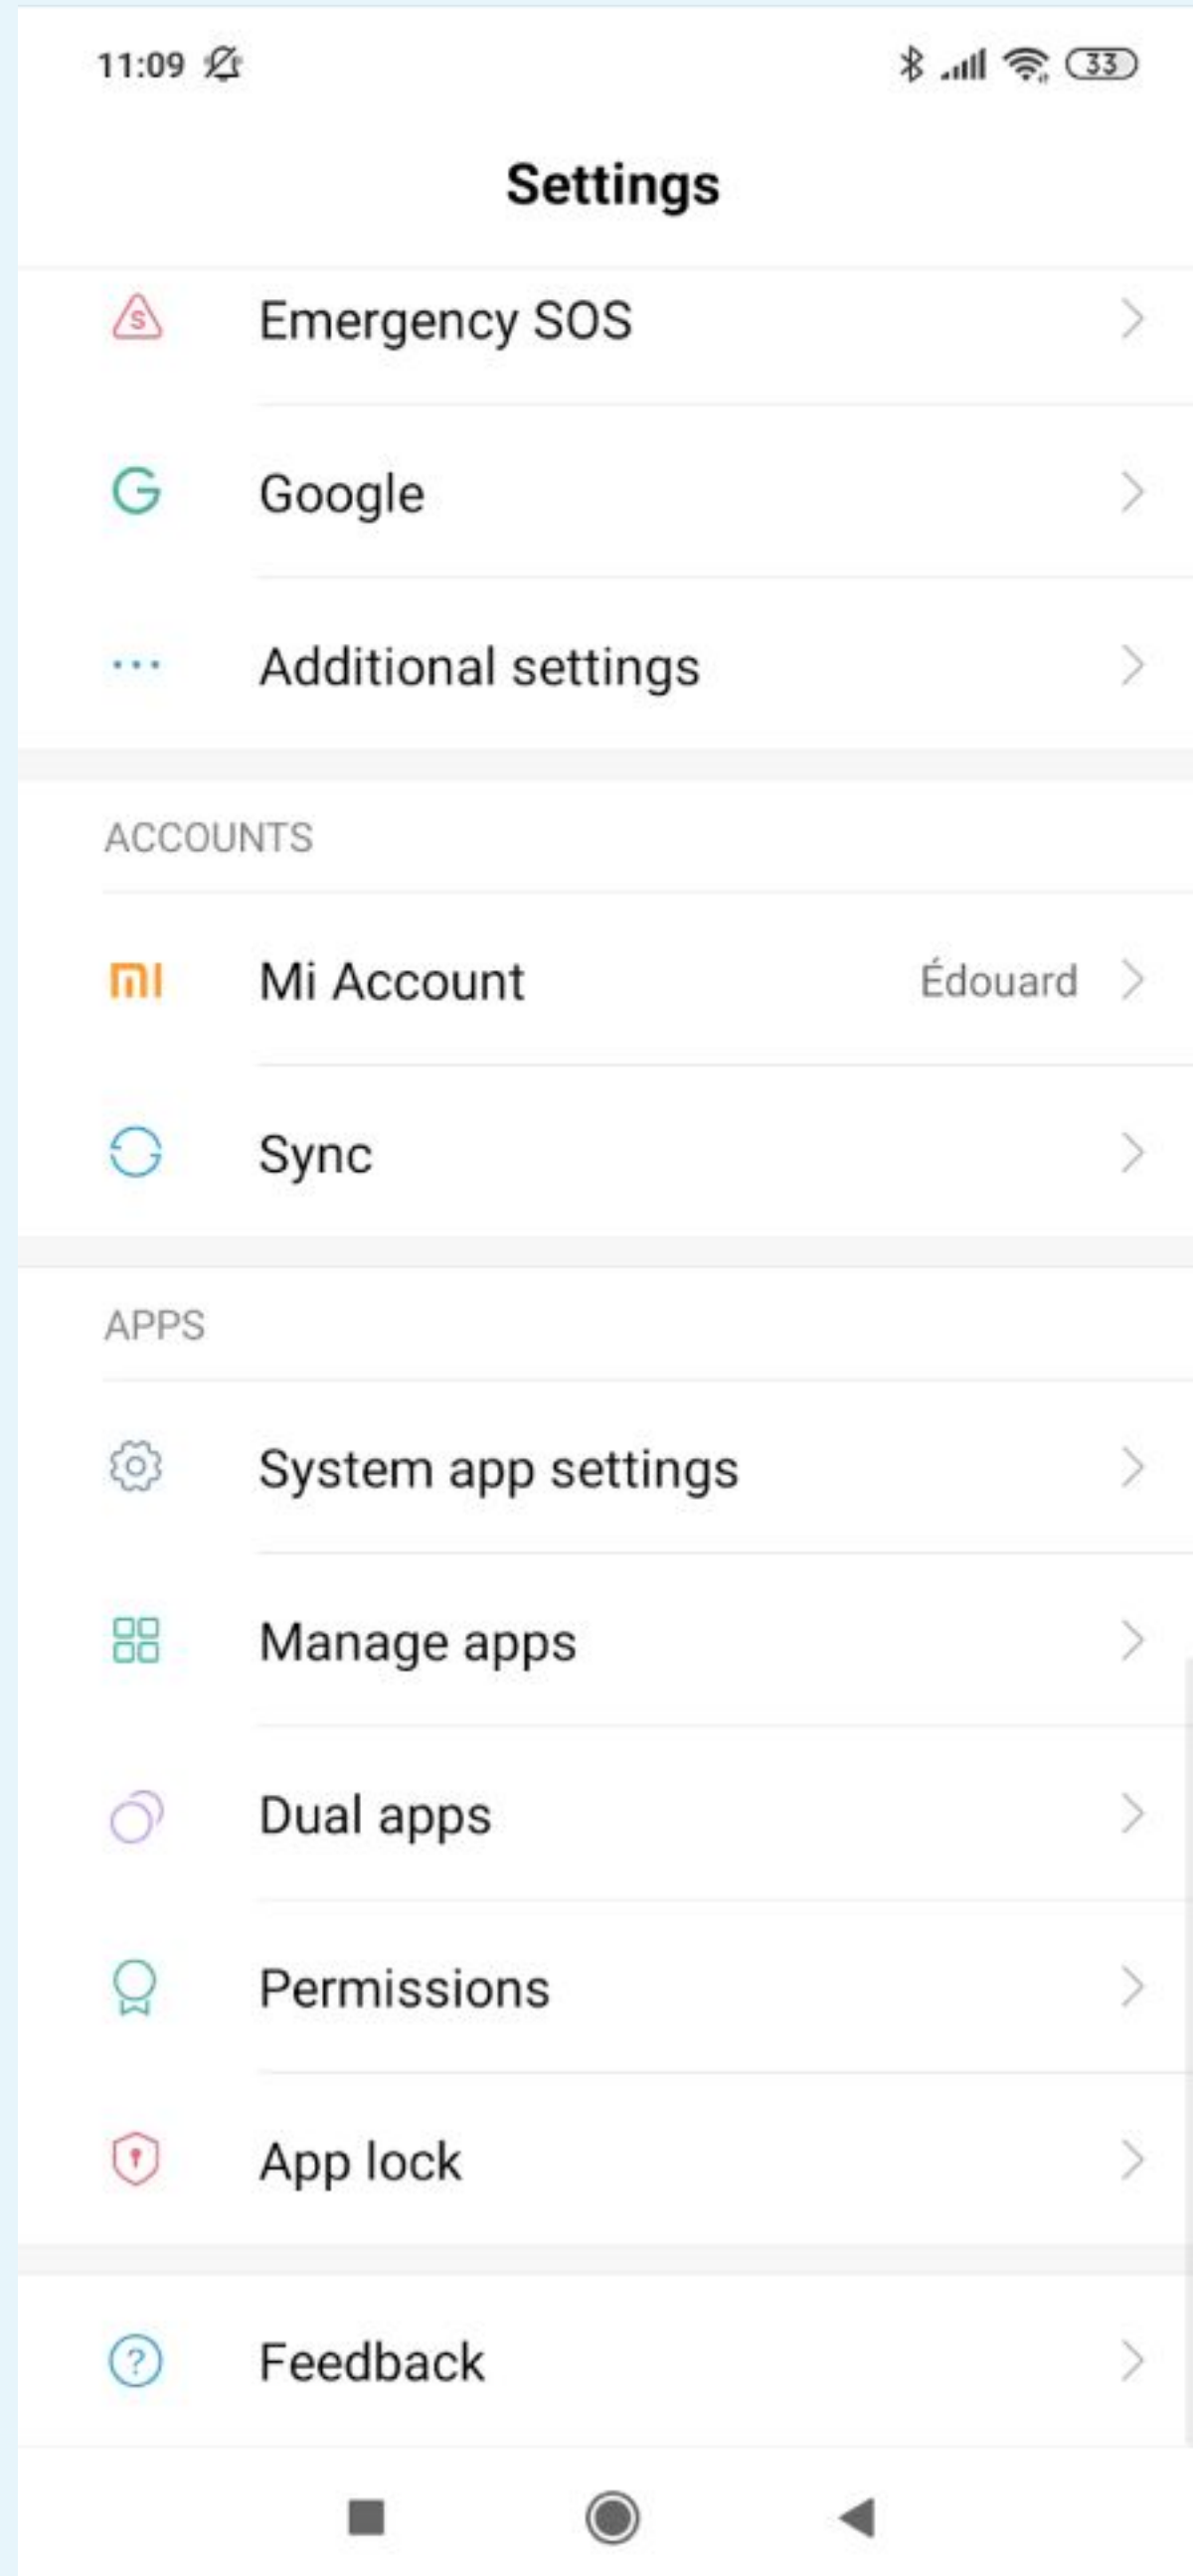 11:09 33
Settings
Emergency SOS
Google
Additional settings
ACCOUNTS
Mi Account Édouard
Sync
APPS
System app settings
Manage apps
Dual apps
Permissions
App lock
Feedback